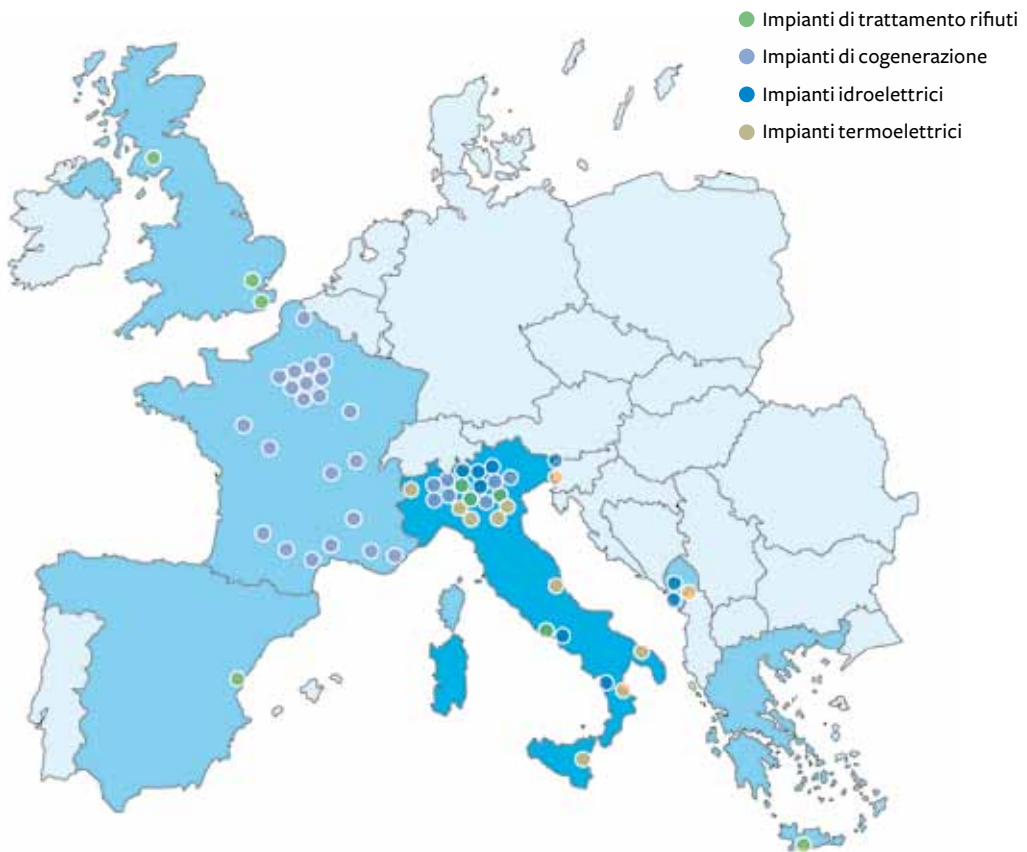 Impianti di trattamento rifiuti
Impianti di cogenerazione
Impianti idroelettrici
Impianti termoelettrici